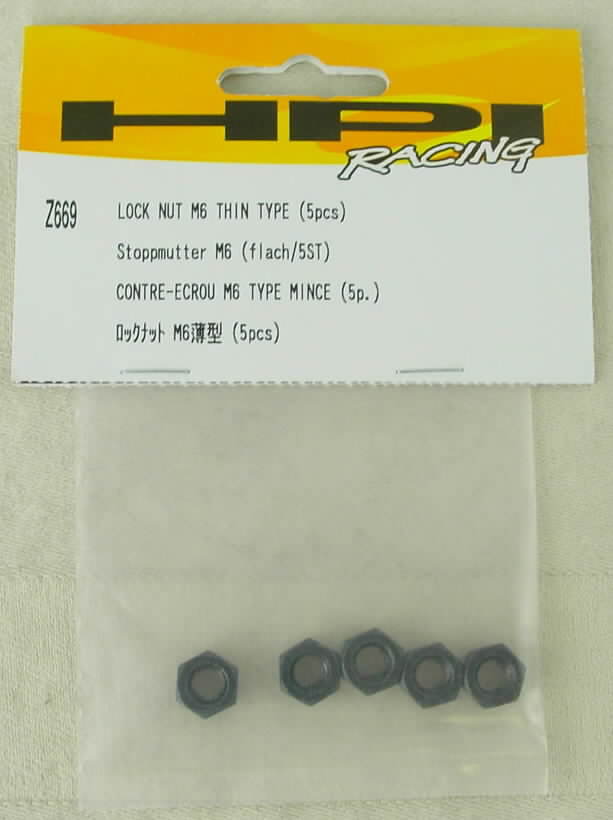 HPI
RACING
Z669 LOCK NUT M6 THIN TYPE (5pcs)
Stoppmutter M6 (flach/5ST)
CONTRE-ECROU M6 TYPE MINCE (5p.)
ﾛｯｸﾅｯﾄ M6薄型 (5pcs)